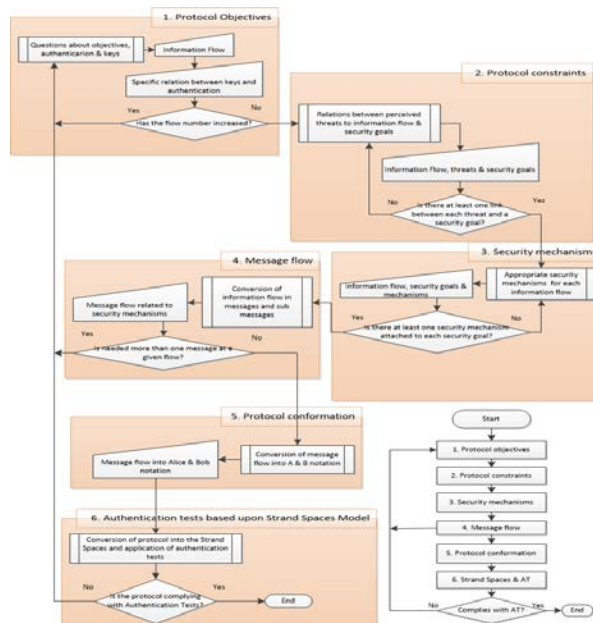 1. Protocol Objectives
Questions about objectives,
authenticarion & keys
Information Flow
Specific relation between keys and
authentication
Yes
No
Has the flow number increased?
2. Protocol constraints
Relations between perceived
threats to information flow &
security goals
Information Flow, threats & security goals
No
Yes
Is there at least one link
between each threat and a
security goal?
3. Security mechanisms
Appropriate security
mechanisms for each
information flow
Information flow, security goals &
mechanisms
Yes
No
Is there at least one security mechanism
attached to each security goal?
4. Message flow
Conversion of
information flow in
messages and sub
messages
Message flow related to
security mechanisms
Yes
No
Is needed more than one message at a
given flow?
5. Protocol conformation
Conversion of message
flow into A & B notation
Message flow into Alice & Bob
notation
6. Authentication tests based upon Strand Spaces Model
Conversion of protocol into the Strand
Spaces and application of authentication
tests
No
Yes
Is the protocol complying
with Authentication Tests?
End
Start
1. Protocol objectives
2. Protocol constraints
3. Security mechanisms
4. Message flow
5. Protocol conformation
6. Strand Spaces & AT
No
Complies with AT?
Yes
End